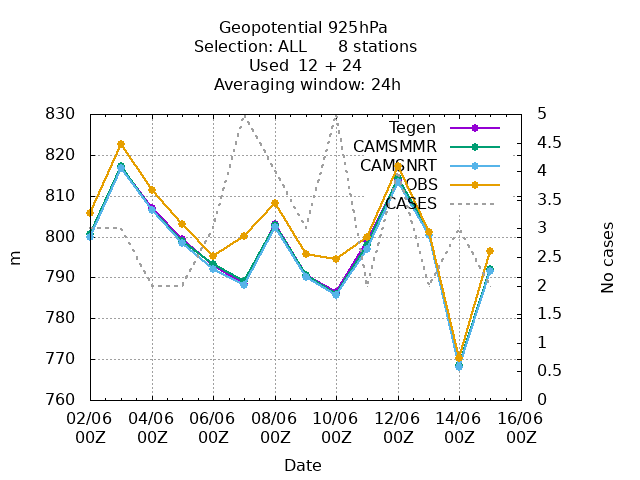 Geopotential 925hPa
Selection: ALL      8 stations
Used  12 + 24
Averaging window: 24h
Tegen
CAMSMMR
CAMSNRT
OBS
CASES
m
830
820
810
800
790
780
770
760
No cases
5
4.5
4
3.5
3
2.5
2
1.5
1
0.5
0
02/06 04/06 06/06 08/06 10/06 12/06 14/06 16/06
00Z 00Z 00Z 00Z 00Z 00Z 00Z 00Z
Date